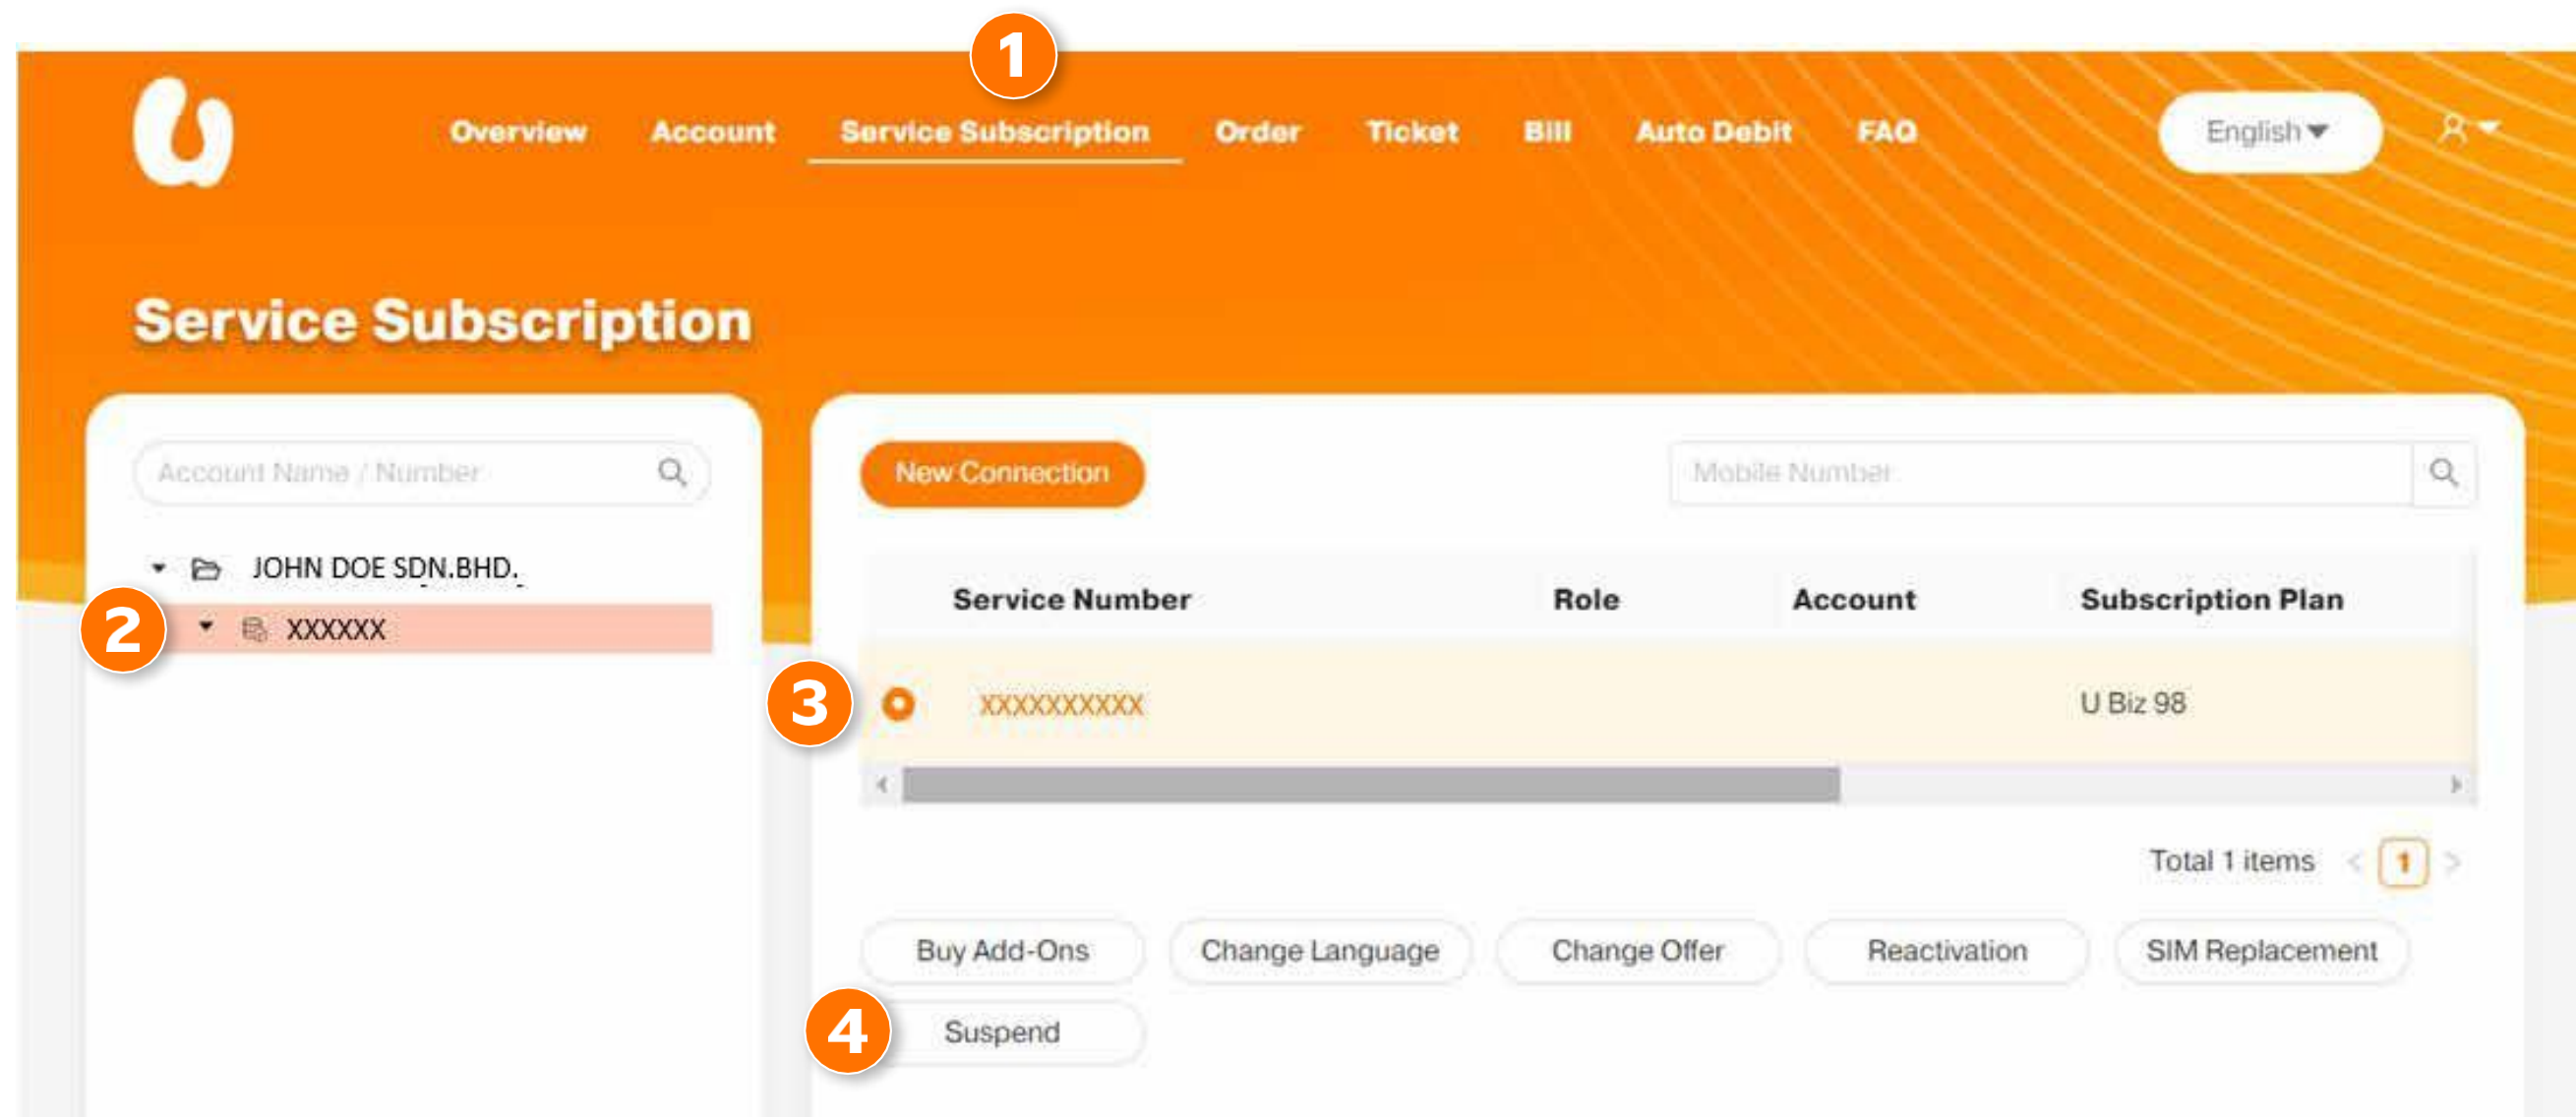 1
Overview Account Service Subscription Order Ticket Bill Auto Debit FAQ English
Service Subscription
Account Name / Number
New Connection
Mobile Number
JOHN DOE SDN.BHD.
2 XXXXXX
Service Number Role Account Subscription Plan
3 XXXXXXXXXX U Biz 98
Total 1 items < 1 >
Buy Add-Ons Change Language Change Offer Reactivation SIM Replacement
4 Suspend